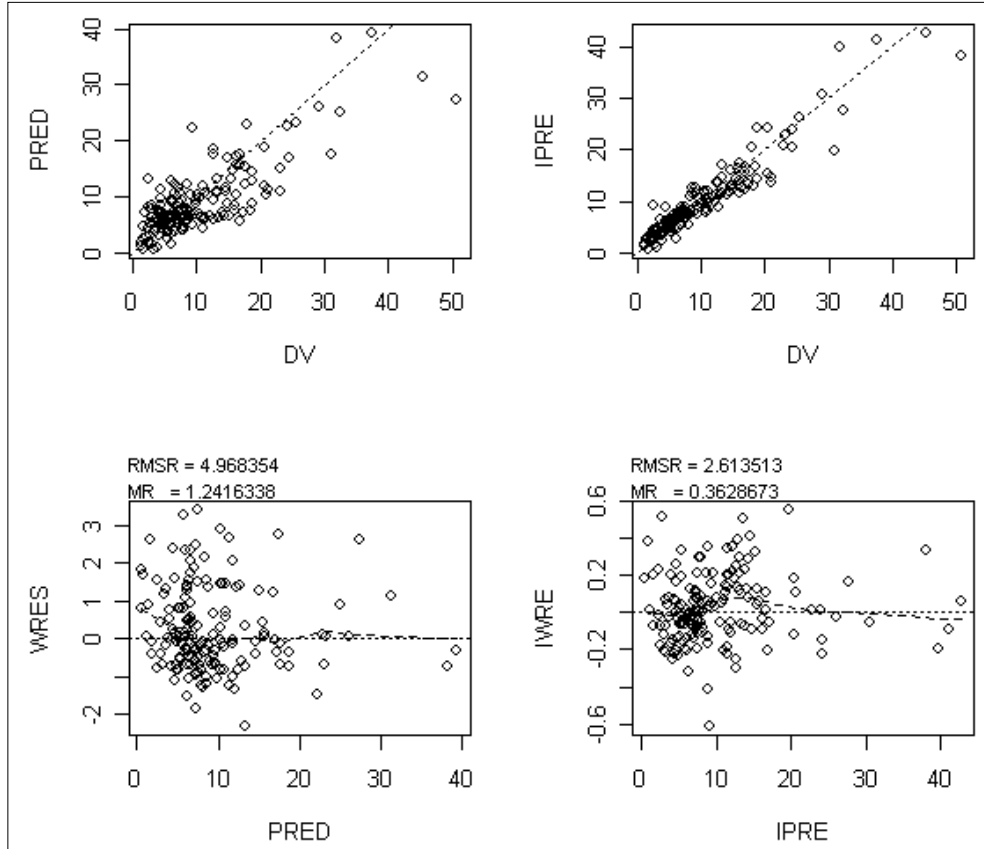 PRED
0 10 20 30 40
0 10 20 30 40 50
DV
IPRE
0 10 20 30 40
0 10 20 30 40 50
DV
RMSR = 4.968354
MR = 1.2416338
WRES
-2 0 1 2 3
0 10 20 30 40
PRED
RMSR = 2.613513
MR = 0.3628673
IWRE
-0.6 -0.2 0.2 0.6
0 10 20 30 40
IPRE